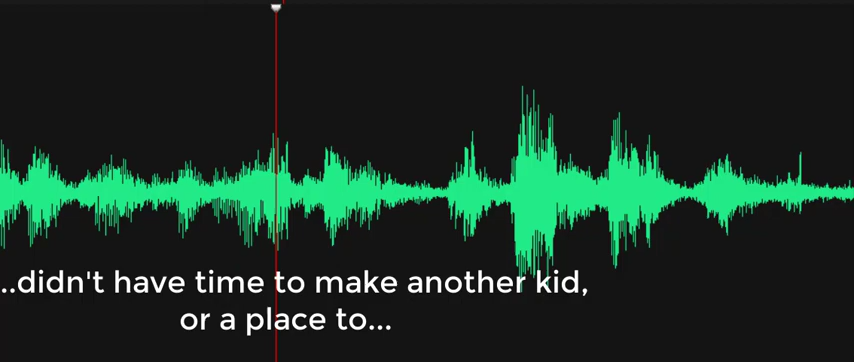 ..didn't have time to make another kid,
or a place to...